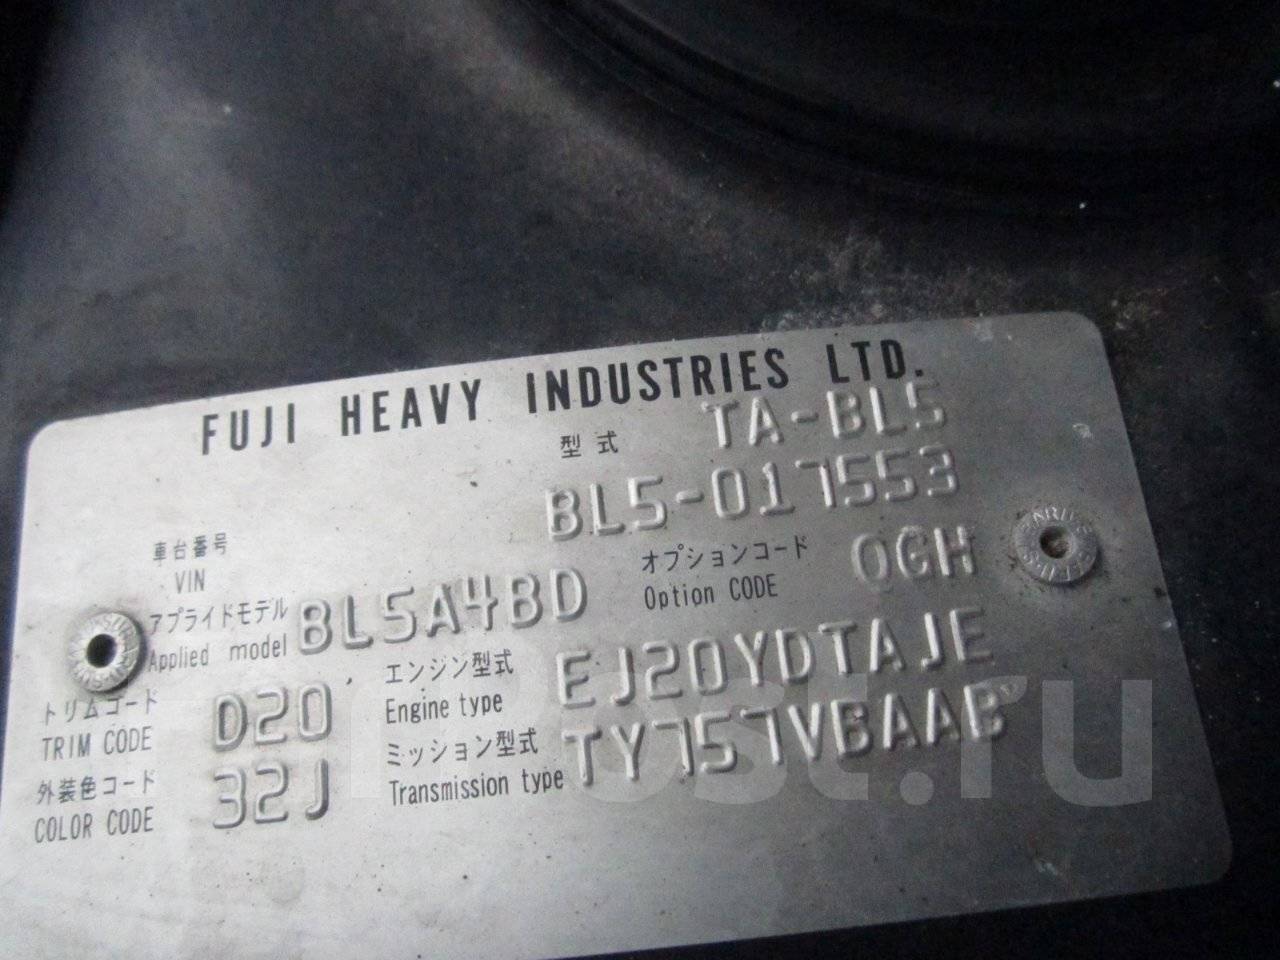 FUJI HEAVY INDUSTRIES LTD.
型式 TA-BL5
車台番号 BL5-017553
VIN
アプライドモデル BL5A4BD オプションコード 0GH
Applied model Option CODE
トリムコード D20 エンジン型式 EJ20YDTAJE
TRIM CODE Engine type
外装色コード 32J ミッション型式 TY757VBAAB
COLOR CODE Transmission type